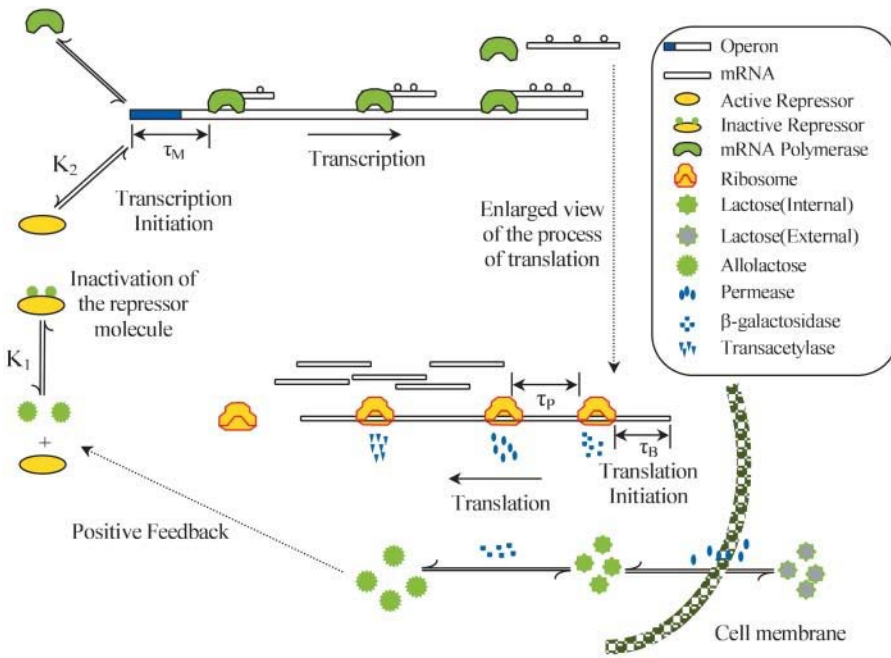 Operon
mRNA
Active Repressor
Inactive Repressor
mRNA Polymerase
Ribosome
Lactose(Internal)
Lactose(External)
Allolactose
Permease
β-galactosidase
Transacetylase
τM
Transcription
K2
Transcription
Initiation
Enlarged view
of the process
of translation
Inactivation of
the repressor
molecule
K1
+
τP
τB
Translation
Initiation
Translation
Positive Feedback
Cell membrane